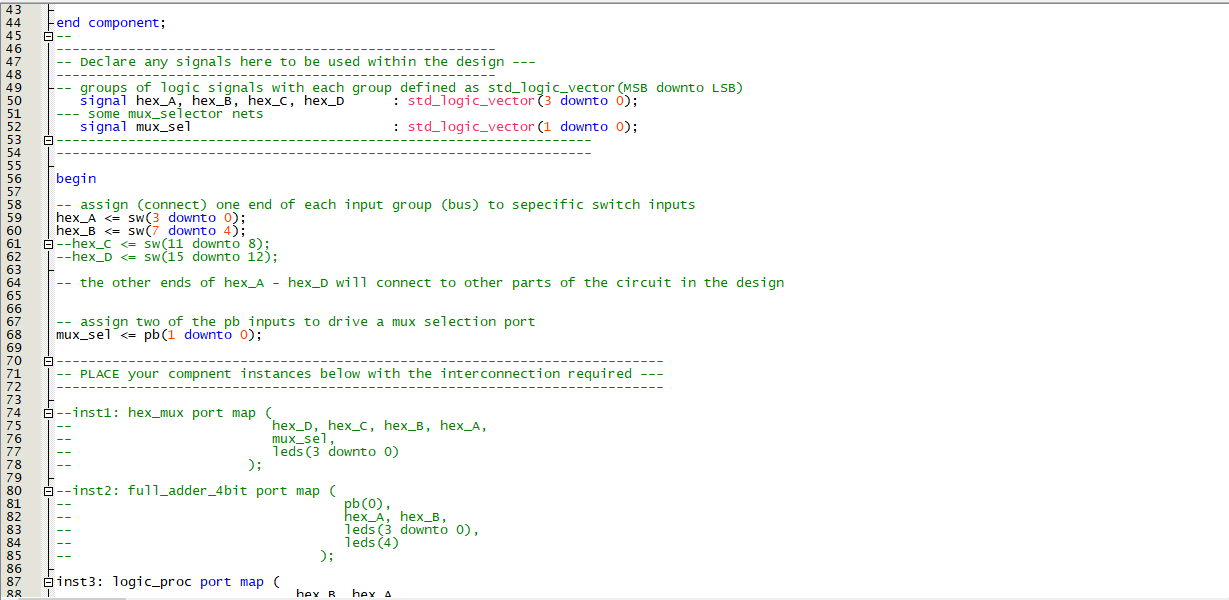 43
44 end component;
45 --
46 -------------------------------------------------------
47 -- Declare any signals here to be used within the design ---
48 -------------------------------------------------------
49 -- groups of logic signals with each group defined as std_logic_vector(MSB downto LSB)
50 signal hex_A, hex_B, hex_C, hex_D : std_logic_vector(3 downto 0);
51 --- some mux_selector nets
52 signal mux_sel : std_logic_vector(1 downto 0);
53 -------------------------------------------------------------------
54 -------------------------------------------------------------------
55
56 begin
57
58 -- assign (connect) one end of each input group (bus) to sepecific switch inputs
59 hex_A <= sw(3 downto 0);
60 hex_B <= sw(7 downto 4);
61 --hex_C <= sw(11 downto 8);
62 --hex_D <= sw(15 downto 12);
63
64 -- the other ends of hex_A - hex_D will connect to other parts of the circuit in the design
65
66
67 -- assign two of the pb inputs to drive a mux selection port
68 mux_sel <= pb(1 downto 0);
69
70 ----------------------------------------------------------------------------
71 -- PLACE your compnent instances below with the interconnection required ---
72 ----------------------------------------------------------------------------
73
74 --inst1: hex_mux port map (
75 -- hex_D, hex_C, hex_B, hex_A,
76 -- mux_sel,
77 -- leds(3 downto 0)
78 -- );
79
80 --inst2: full_adder_4bit port map (
81 -- pb(0),
82 -- hex_A, hex_B,
83 -- leds(3 downto 0),
84 -- leds(4)
85 -- );
86
87 inst3: logic_proc port map (
88 hex_B, hex_A